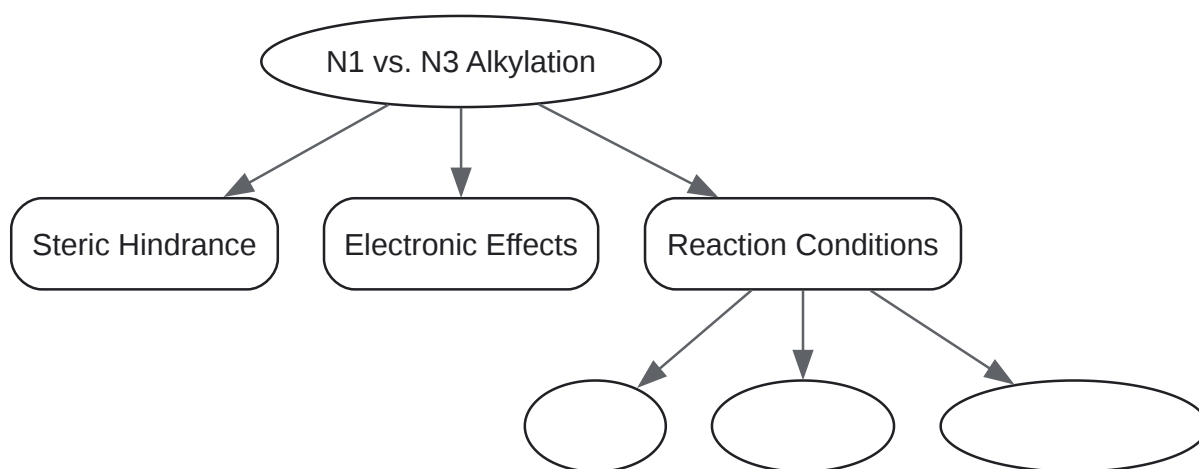 N1 vs. N3 Alkylation
Steric Hindrance
Electronic Effects
Reaction Conditions